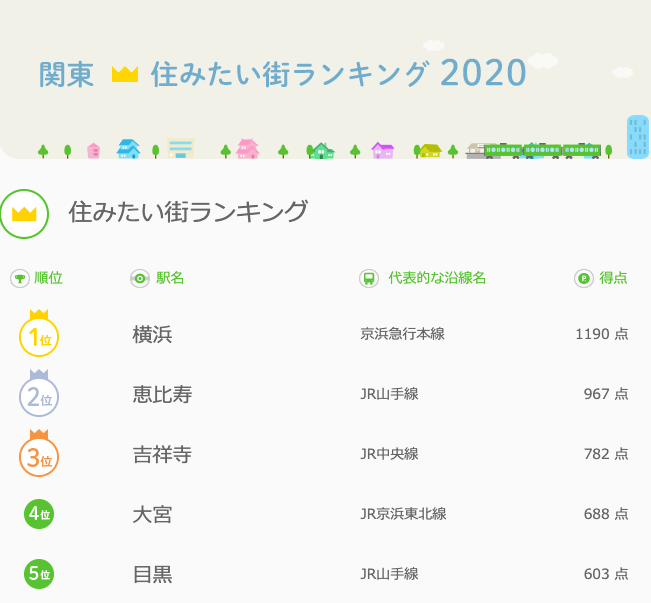 関東 住みたい街ランキング 2020
住みたい街ランキング
順位 駅名 代表的な沿線名 得点
1位 横浜 京浜急行本線 1190 点
2位 恵比寿 JR山手線 967 点
3位 吉祥寺 JR中央線 782 点
4位 大宮 JR京浜東北線 688 点
5位 目黒 JR山手線 603 点